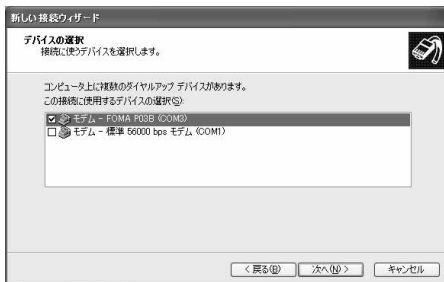 新しい接続ウィザード
デバイスの選択
接続に使うデバイスを選択します。
コンピュータ上に複数のダイヤルアップ デバイスがあります。
この接続に使用するデバイスの選択(S):
モデム - FOMA P03B (COM3)
モデム - 標準 56000 bps モデム (COM1)
< 戻る(B)
次へ(N) >
キャンセル